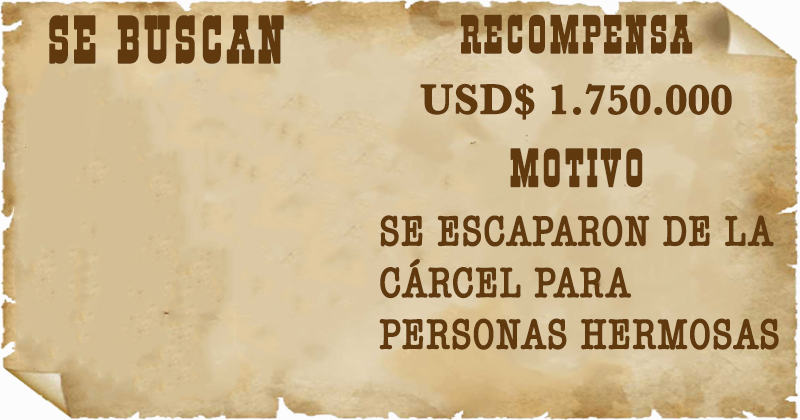 SE BUSCAN
RECOMPENSA
USD$ 1.750.000
MOTIVO
SE ESCAPARON DE LA
CÁRCEL PARA
PERSONAS HERMOSAS